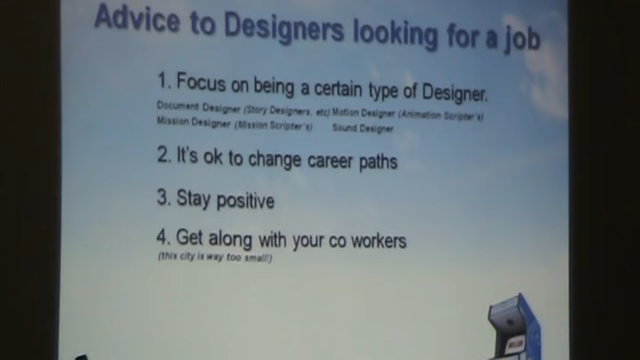 Advice to Designers looking for a job
1. Focus on being a certain type of Designer.
Document Designer (Story Designers, etc) Motion Designer (Animation Scripter's)
Mission Designer (Mission Scripter's) Sound Designer
2. It's ok to change career paths
3. Stay positive
4. Get along with your co workers
(this city is way too small!)